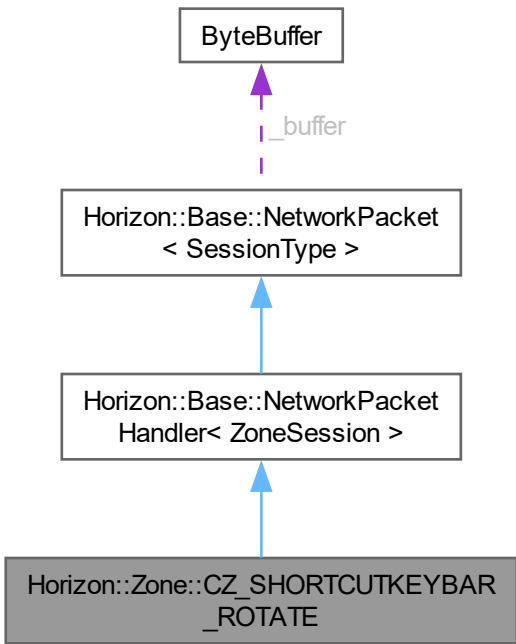 ByteBuffer
_buffer
Horizon::Base::NetworkPacket
< SessionType >
Horizon::Base::NetworkPacket
Handler< ZoneSession >
Horizon::Zone::CZ_SHORTCUTKEYBAR
_ROTATE